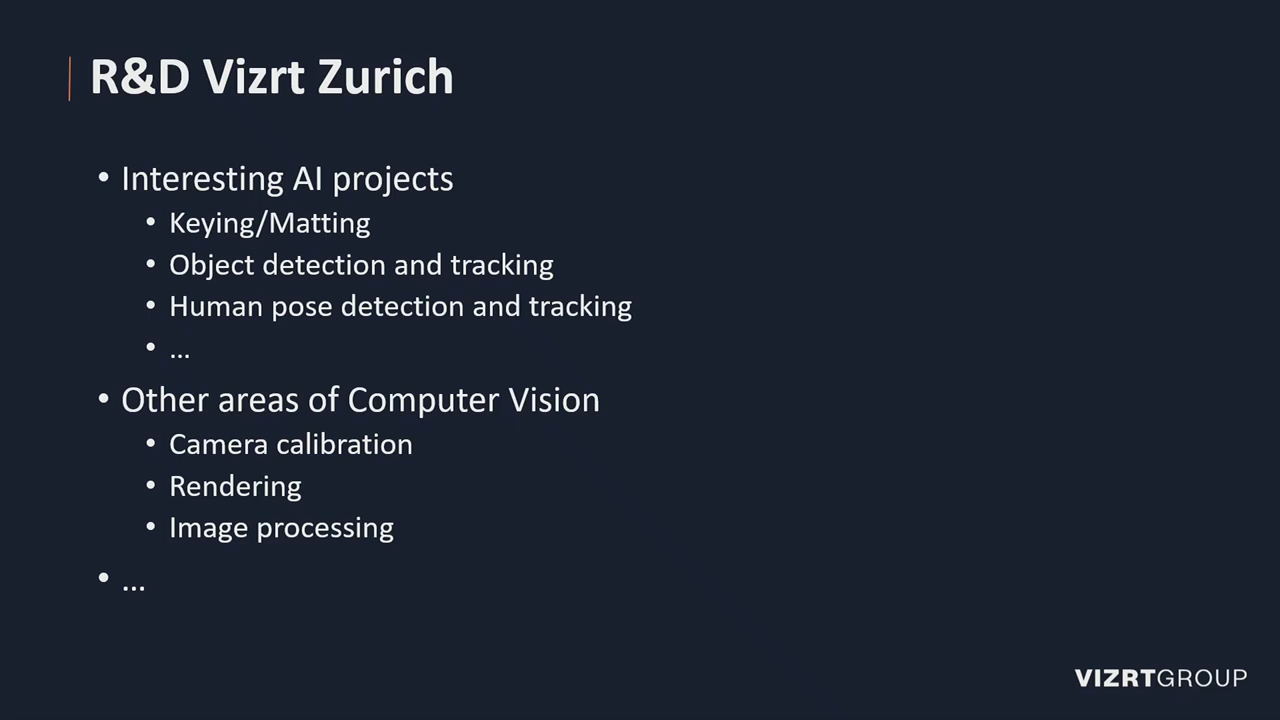 R&D Vizrt Zurich
• Interesting AI projects
• Keying/Matting
• Object detection and tracking
• Human pose detection and tracking
• ...
• Other areas of Computer Vision
• Camera calibration
• Rendering
• Image processing
• ...
VIZRTGROUP